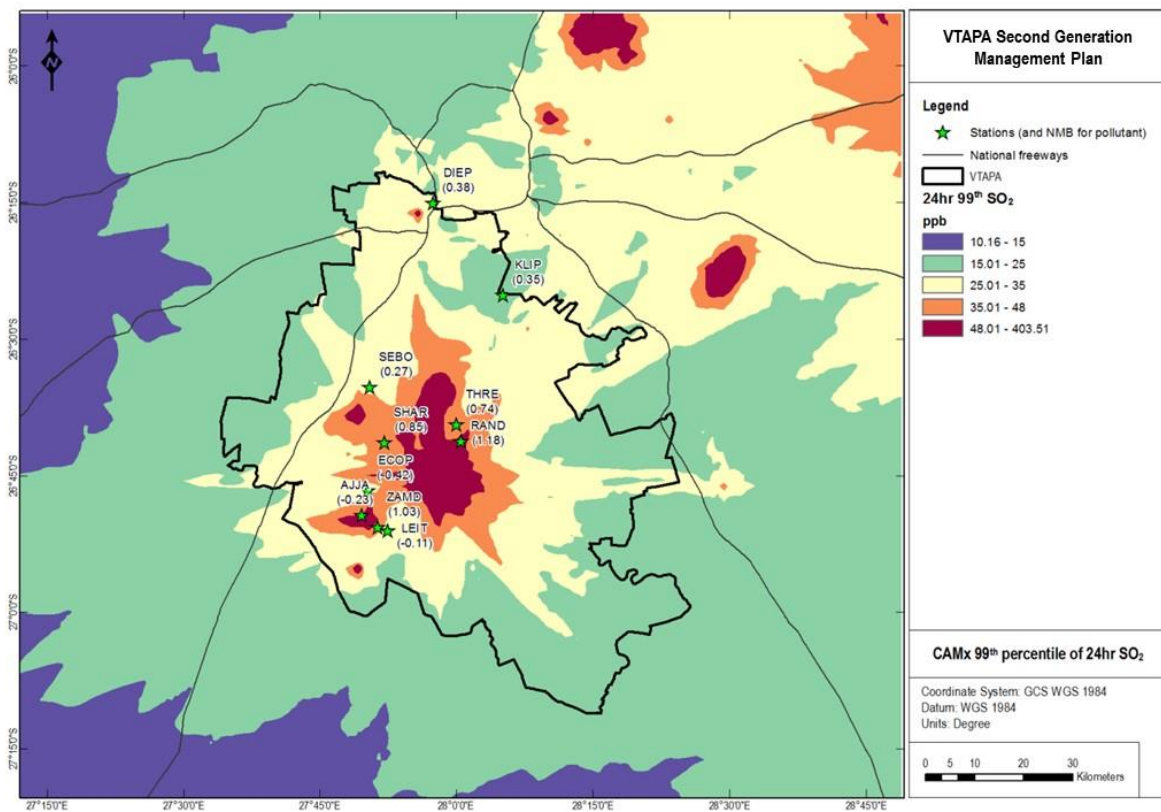 N
26°0'0"S
26°15'0"S
26°30'0"S
26°45'0"S
27°0'0"S
27°15'0"S
DIEP
(0.38)
KLIP
(0.35)
SEBO
(0.27)
THRE
(0.74)
SHAR
(0.85)
RAND
(1.18)
ECOP
(-0.42)
AJJA
(-0.23)
ZAMD
(1.03)
LEIT
(-0.11)
27°15'0"E
27°30'0"E
27°45'0"E
28°0'0"E
28°15'0"E
28°30'0"E
28°45'0"E
VTAPA Second Generation
Management Plan
Legend
Stations (and NMB for pollutant)
National freeways
VTAPA
24hr 99th SO₂
ppb
10.16 - 15
15.01 - 25
25.01 - 35
35.01 - 48
48.01 - 403.51
CAMx 99th percentile of 24hr SO₂
Coordinate System: GCS WGS 1984
Datum: WGS 1984
Units: Degree
0 5 10 20 30
Kilometers